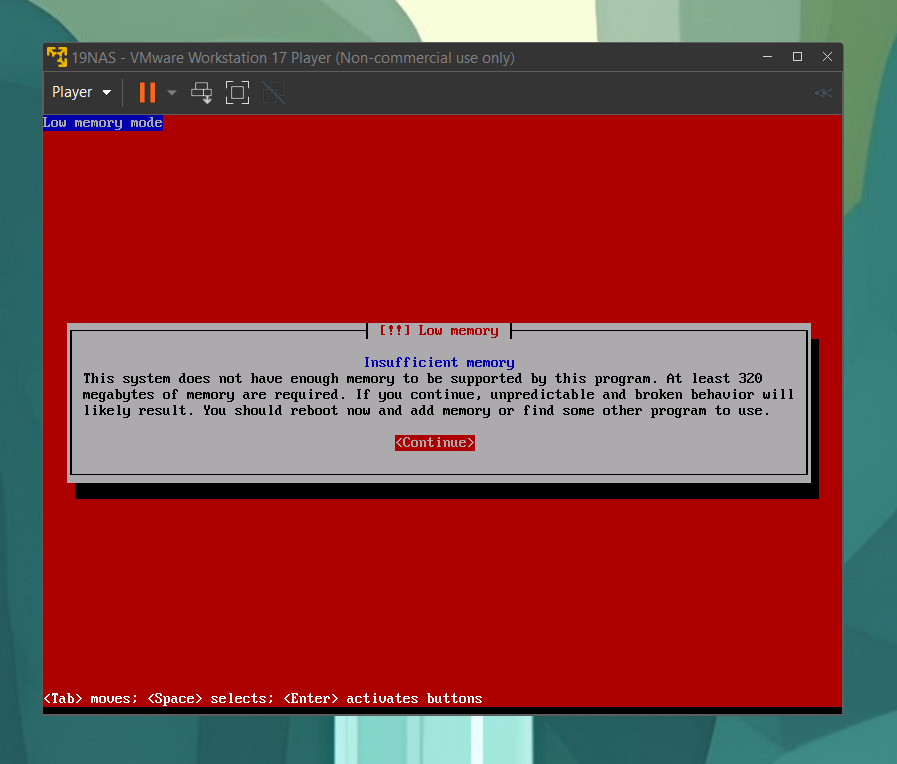 19NAS - VMware Workstation 17 Player (Non-commercial use only)
Player
Low memory mode
[!!] Low memory
Insufficient memory
This system does not have enough memory to be supported by this program. At least 320
megabytes of memory are required. If you continue, unpredictable and broken behavior will
likely result. You should reboot now and add memory or find some other program to use.
<Continue>
<Tab> moves; <Space> selects; <Enter> activates buttons